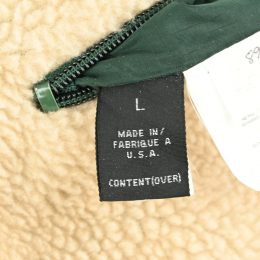 L
MADE IN/
FABRIQUE A
U.S.A.
CONTENT(OVER)